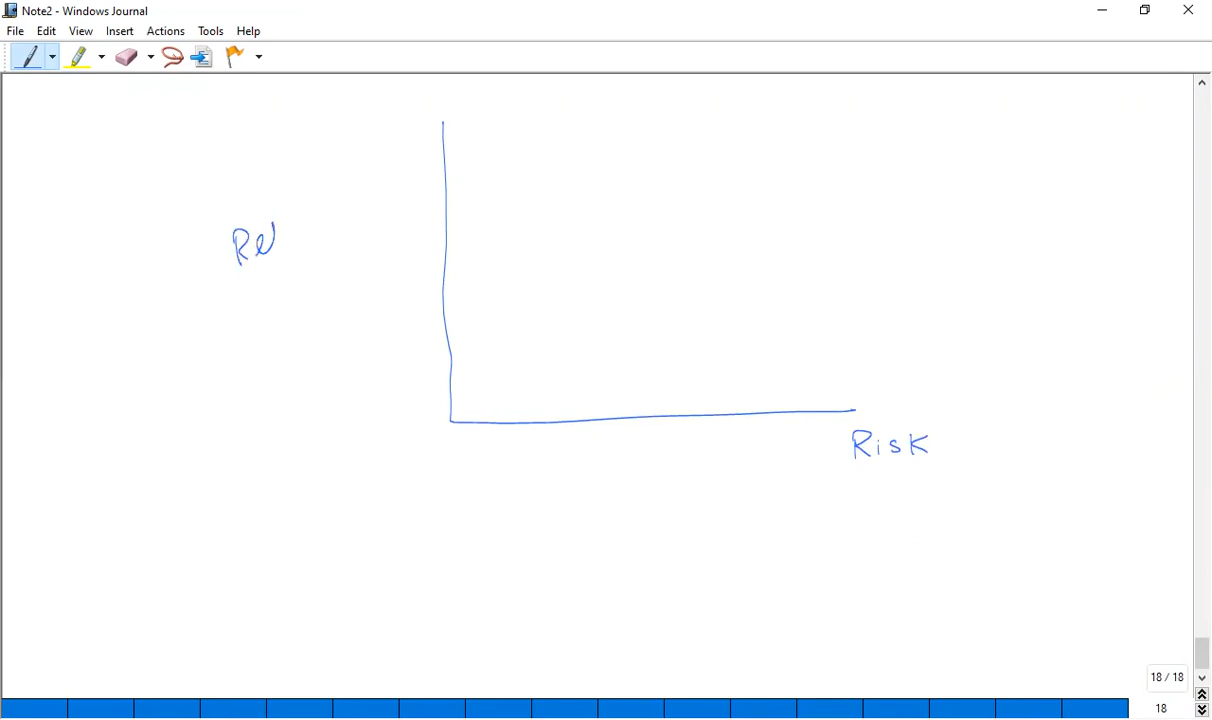 Note2 - Windows Journal
File Edit View Insert Actions Tools Help
Re
Risk
18 / 18
18